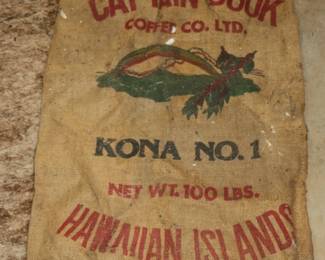 CAPTAIN COOK
COFFEE CO. LTD.
KONA NO. 1
NET WT. 100 LBS.
HAWAIIAN ISLANDS